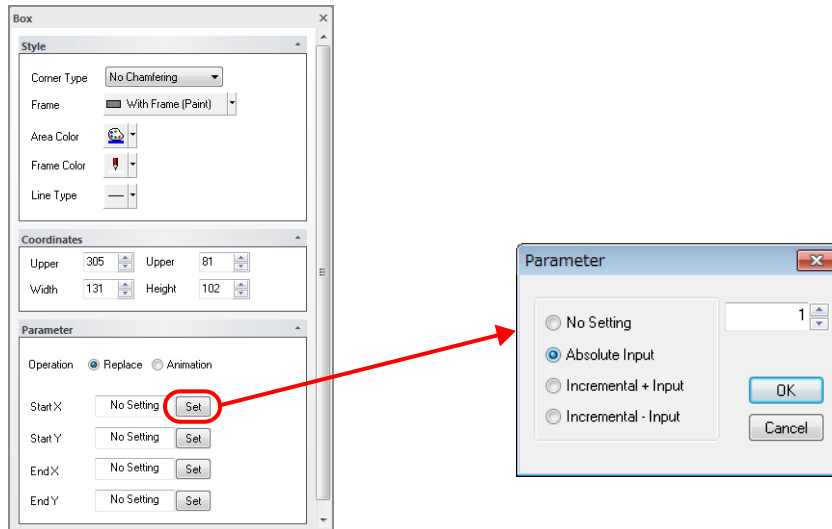 Box
Style
Corner Type No Chamfering
Frame With Frame (Paint)
Area Color
Frame Color
Line Type
Coordinates
Upper 305 Upper 81
Width 131 Height 102
Parameter
Operation Replace Animation
Start X No Setting Set
Start Y No Setting Set
End X No Setting Set
End Y No Setting Set
Parameter
No Setting 1
Absolute Input
Incremental + Input OK
Incremental - Input Cancel